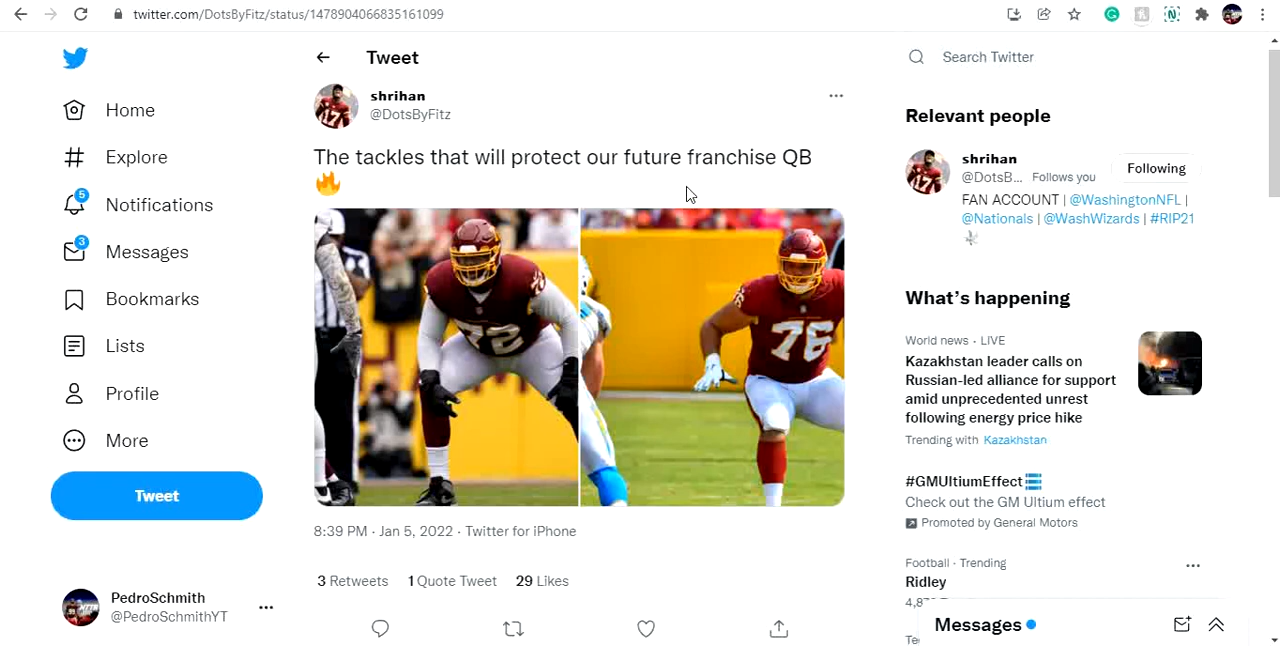 twitter.com/DotsByFitz/status/1478904066835161099
Home
Explore
5
Notifications
3
Messages
Bookmarks
Lists
Profile
More
Tweet
PedroSchmith
@PedroSchmithYT
Tweet
shrihan
@DotsByFitz
The tackles that will protect our future franchise QB
72
76
8:39 PM · Jan 5, 2022 · Twitter for iPhone
3 Retweets 1 Quote Tweet 29 Likes
Search Twitter
Relevant people
shrihan
@DotsB... Follows you
Following
FAN ACCOUNT | @WashingtonNFL |
@Nationals | @WashWizards | #RIP21
What's happening
World news · LIVE
Kazakhstan leader calls on
Russian-led alliance for support
amid unprecedented unrest
following energy price hike
Trending with Kazakhstan
#GMUltiumEffect
Check out the GM Ultium effect
Promoted by General Motors
Football · Trending
Ridley
Messages